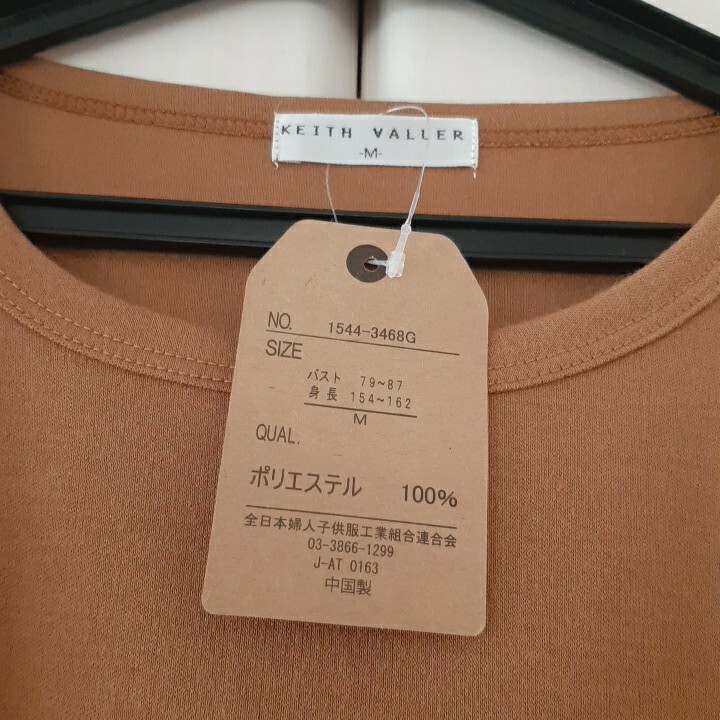 KEITH VALLER
-M-
NO. 1544-3468G
SIZE
バスト 79~87
身長 154~162
M
QUAL.
ポリエステル 100%
全日本婦人子供服工業組合連合会
03-3866-1299
J-AT 0163
中国製